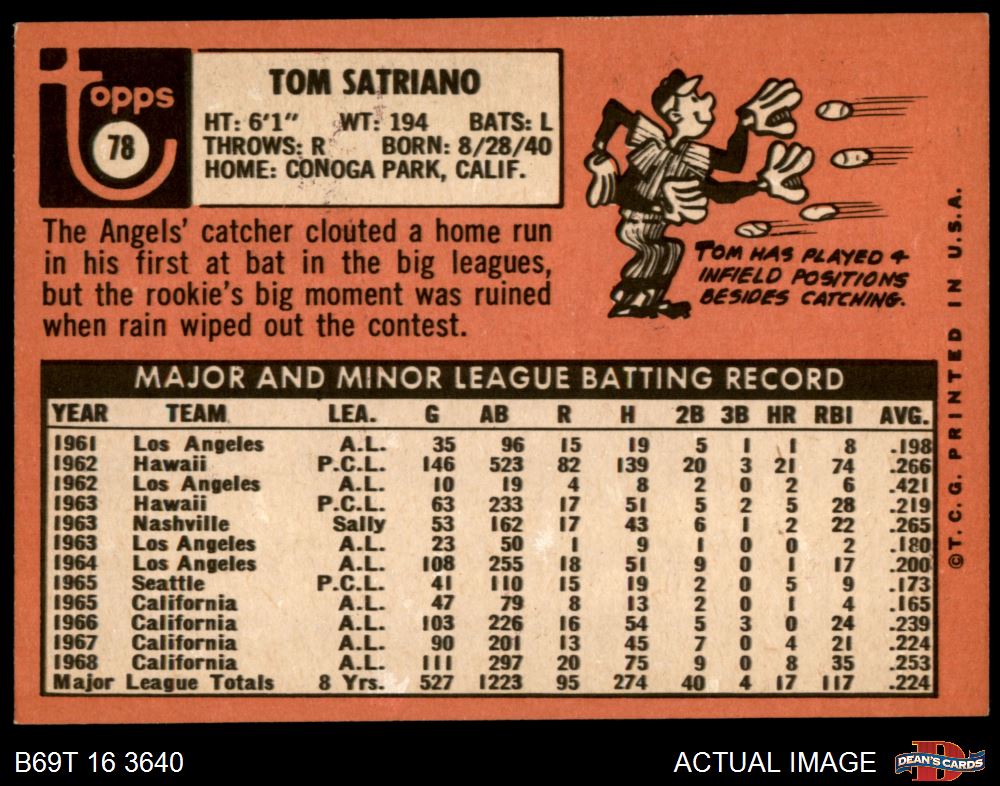 Topps
78
TOM SATRIANO
HT: 6'1" WT: 194 BATS: L
THROWS: R BORN: 8/28/40
HOME: CONOGA PARK, CALIF.
The Angels' catcher clouted a home run
in his first at bat in the big leagues,
but the rookie's big moment was ruined
when rain wiped out the contest.
TOM HAS PLAYED 4
INFIELD POSITIONS
BESIDES CATCHING.
MAJOR AND MINOR LEAGUE BATTING RECORD
YEAR TEAM LEA. G AB R H 2B 3B HR RBI AVG.
1961 Los Angeles A.L. 35 96 15 19 5 1 1 8 .198
1962 Hawaii P.C.L. 146 523 82 139 20 3 21 74 .266
1962 Los Angeles A.L. 10 19 4 8 2 0 2 6 .421
1963 Hawaii P.C.L. 63 233 17 51 5 2 5 28 .219
1963 Nashville Sally 53 162 17 43 6 1 2 22 .265
1963 Los Angeles A.L. 23 50 1 9 1 0 0 2 .180
1964 Los Angeles A.L. 108 255 18 51 9 0 1 17 .200
1965 Seattle P.C.L. 41 110 15 19 2 0 5 9 .173
1965 California A.L. 47 79 8 13 2 0 1 4 .165
1966 California A.L. 103 226 16 54 5 3 0 24 .239
1967 California A.L. 90 201 13 45 7 0 4 21 .224
1968 California A.L. 111 297 20 75 9 0 8 35 .253
Major League Totals 8 Yrs. 527 1223 95 274 40 4 17 117 .224
©T.C.G. PRINTED IN U.S.A.
B69T 16 3640
ACTUAL IMAGE
D
DEAN'S CARDS